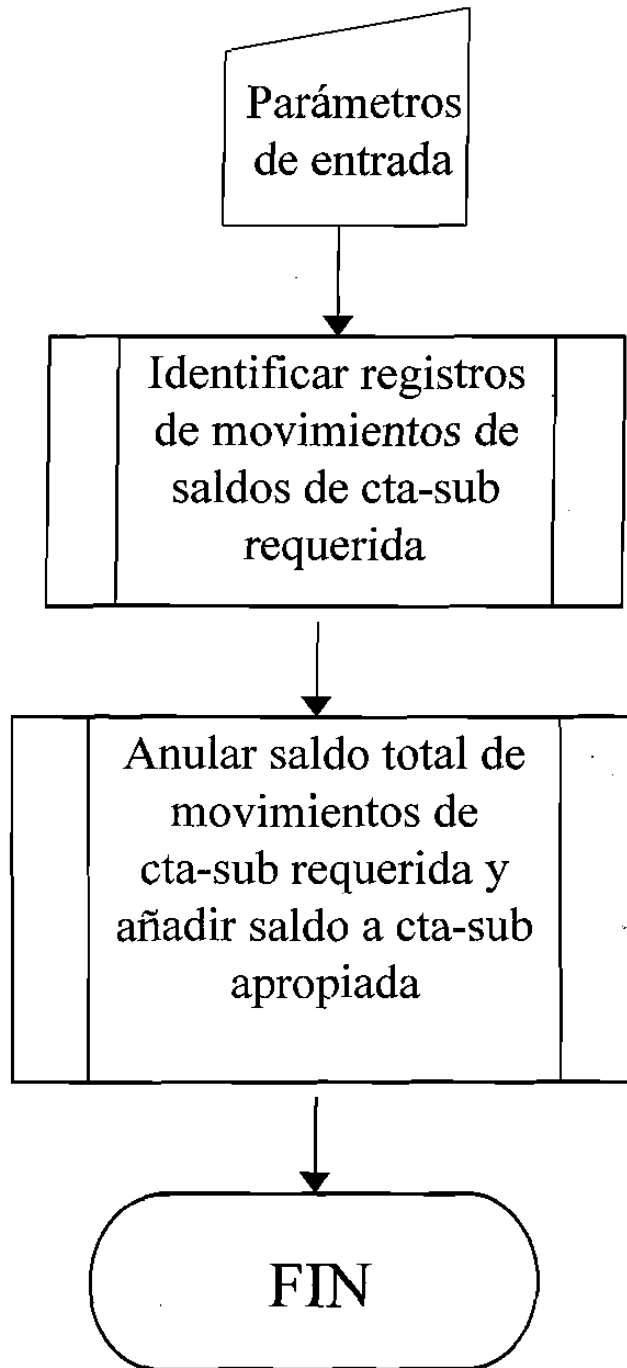 Parámetros
de entrada
Identificar registros
de movimientos de
saldos de cta-sub
requerida
Anular saldo total de
movimientos de
cta-sub requerida y
añadir saldo a cta-sub
apropiada
FIN